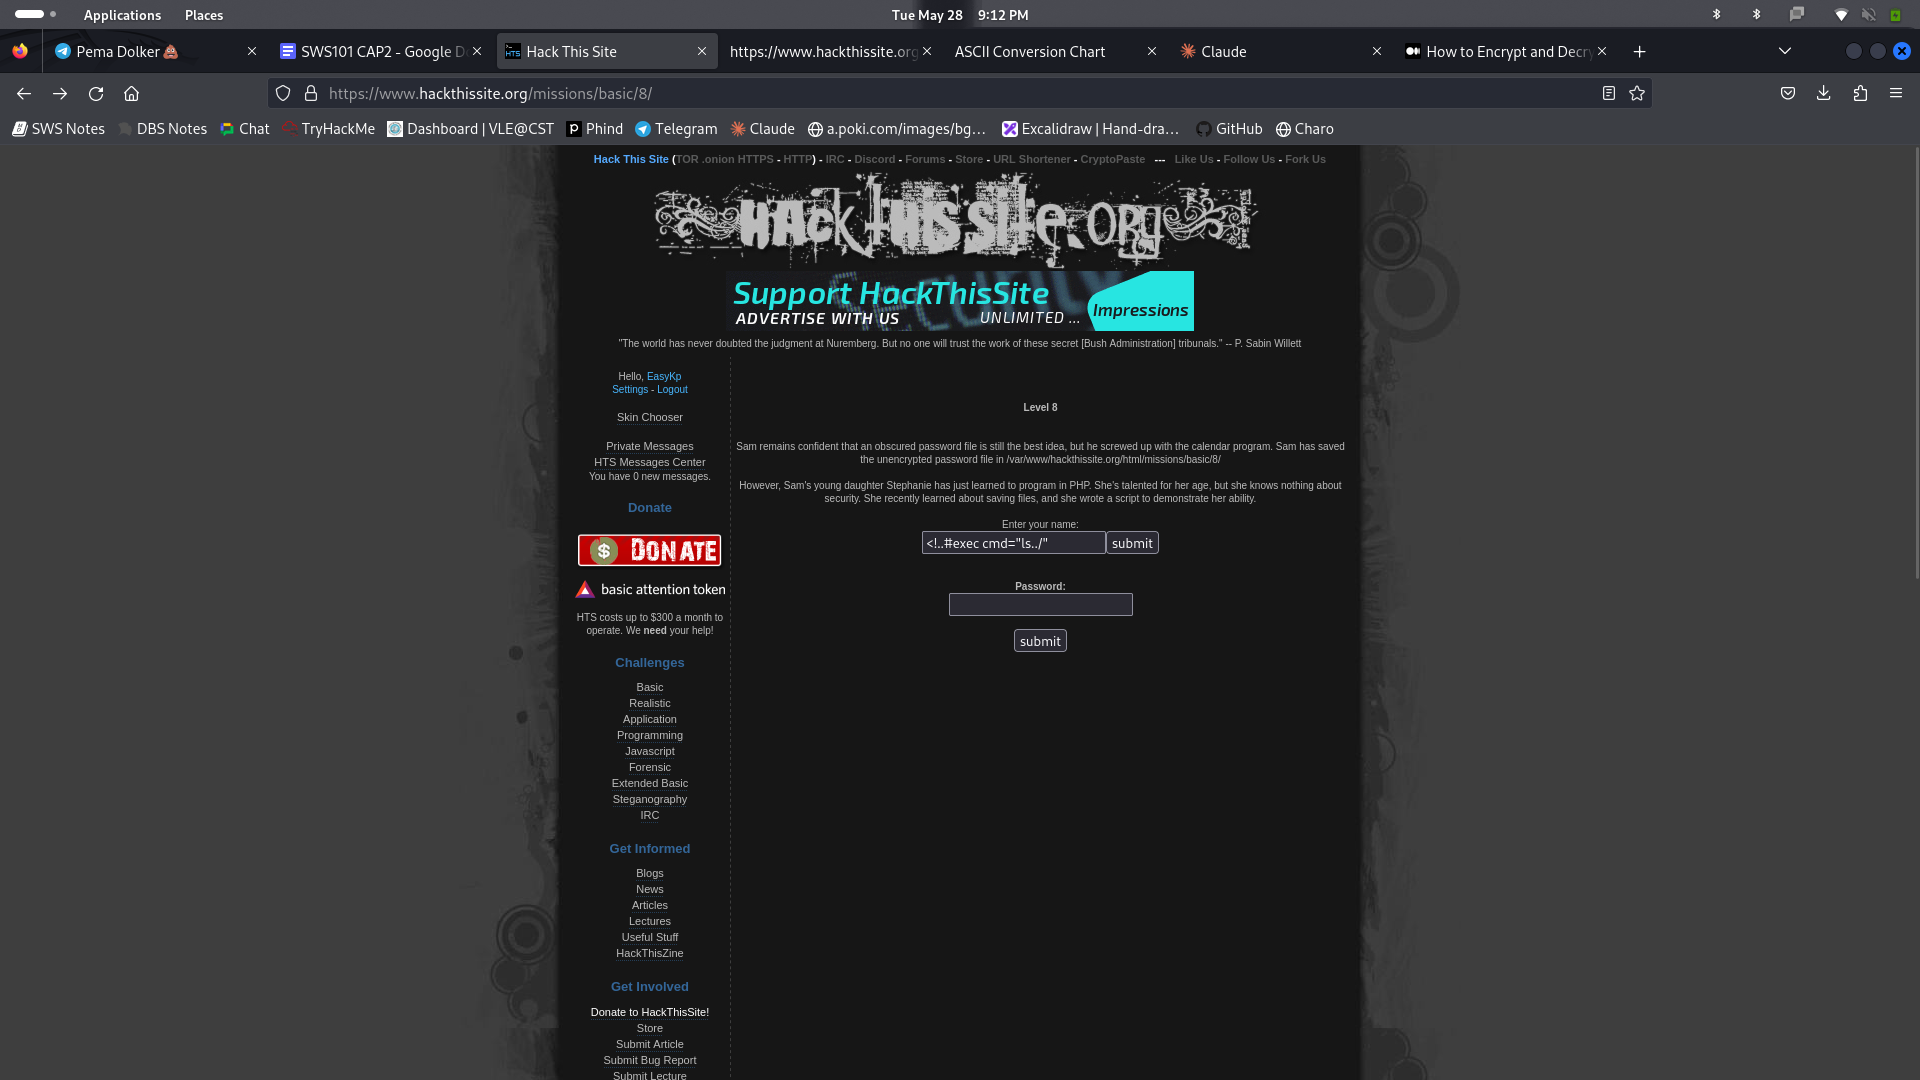 Applications Places Tue May 28 9:12 PM
Pema Dolker 💩 SWS101 CAP2 - Google D Hack This Site https://www.hackthissite.org ASCII Conversion Chart Claude How to Encrypt and Decry
https://www.hackthissite.org/missions/basic/8/
SWS Notes DBS Notes Chat TryHackMe Dashboard | VLE@CST Phind Telegram Claude a.poki.com/images/bg... Excalidraw | Hand-dra... GitHub Charo
Hack This Site (TOR .onion HTTPS - HTTP) - IRC - Discord - Forums - Store - URL Shortener - CryptoPaste --- Like Us - Follow Us - Fork Us
HAckthisSite.ORg
Support HackThisSite
ADVERTISE WITH US UNLIMITED ... Impressions
"The world has never doubted the judgment at Nuremberg. But no one will trust the work of these secret [Bush Administration] tribunals." -- P. Sabin Willett
Hello, EasyKp
Settings - Logout
Skin Chooser
Private Messages
HTS Messages Center
You have 0 new messages.
Donate
$ DONATE
basic attention token
HTS costs up to $300 a month to
operate. We need your help!
Challenges
Basic
Realistic
Application
Programming
Javascript
Forensic
Extended Basic
Steganography
IRC
Get Informed
Blogs
News
Articles
Lectures
Useful Stuff
HackThisZine
Get Involved
Donate to HackThisSite!
Store
Submit Article
Submit Bug Report
Submit Lecture
Level 8
Sam remains confident that an obscured password file is still the best idea, but he screwed up with the calendar program. Sam has saved
the unencrypted password file in /var/www/hackthissite.org/html/missions/basic/8/
However, Sam's young daughter Stephanie has just learned to program in PHP. She's talented for her age, but she knows nothing about
security. She recently learned about saving files, and she wrote a script to demonstrate her ability.
Enter your name:
<!..#exec cmd="ls../" submit
Password:
submit